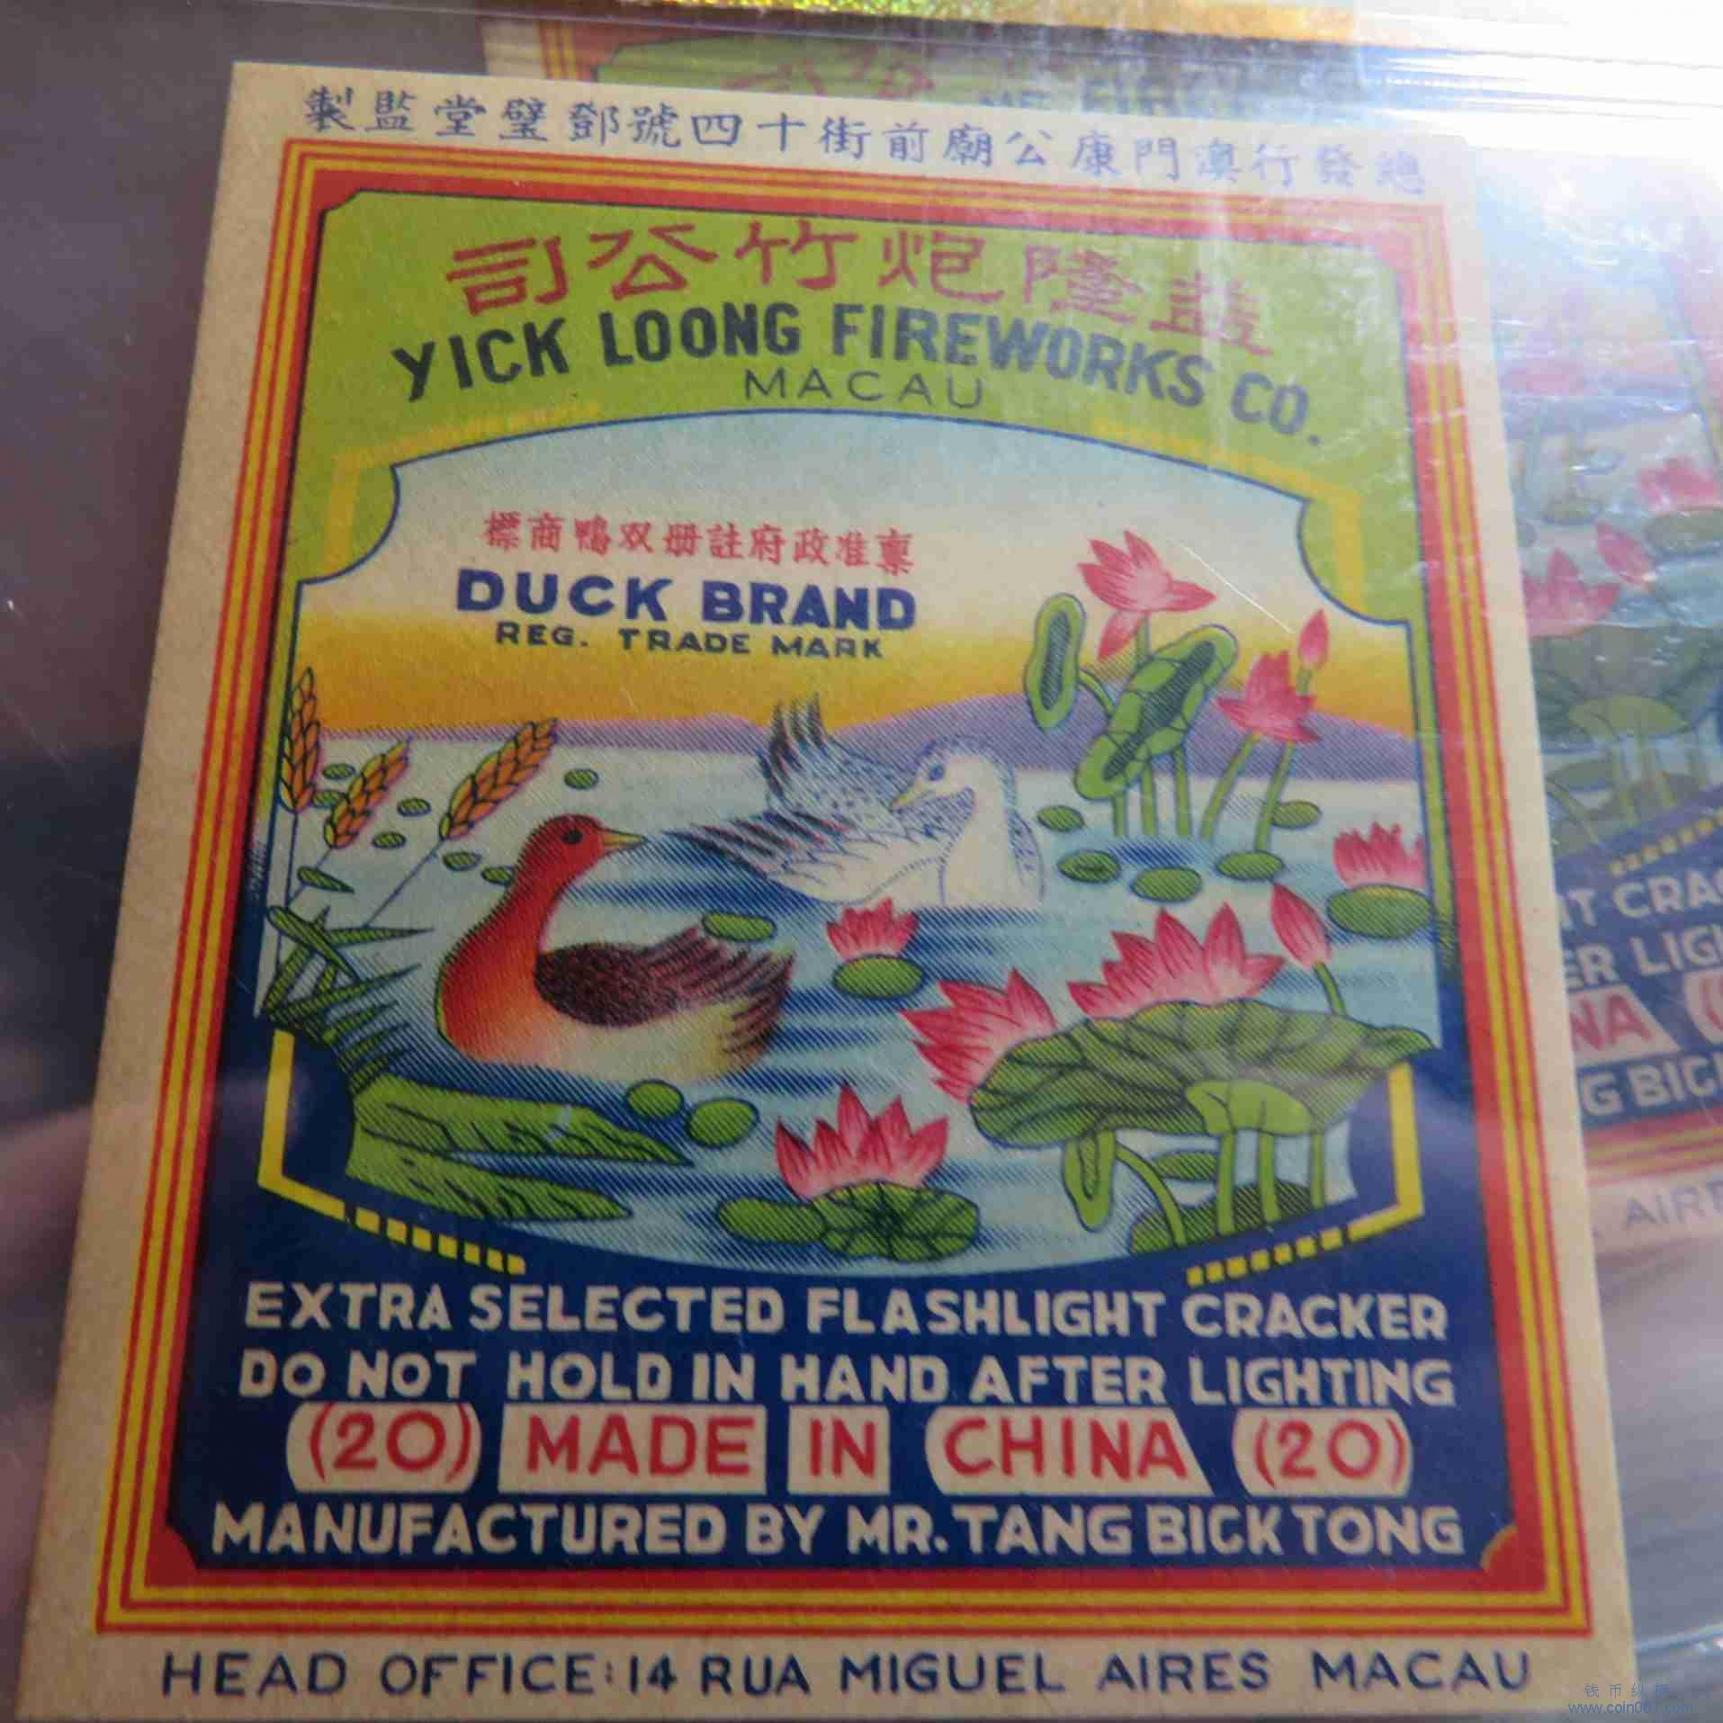 總發行澳門康公廟前街十四號鄧璧堂監製
益隆炮竹公司
YICK LOONG FIREWORKS CO.
MACAU
稟准政府註册双鴨商標
DUCK BRAND
REG. TRADE MARK
EXTRA SELECTED FLASHLIGHT CRACKER
DO NOT HOLD IN HAND AFTER LIGHTING
(20) MADE IN CHINA (20)
MANUFACTURED BY MR. TANG BICK TONG
HEAD OFFICE: 14 RUA MIGUEL AIRES MACAU